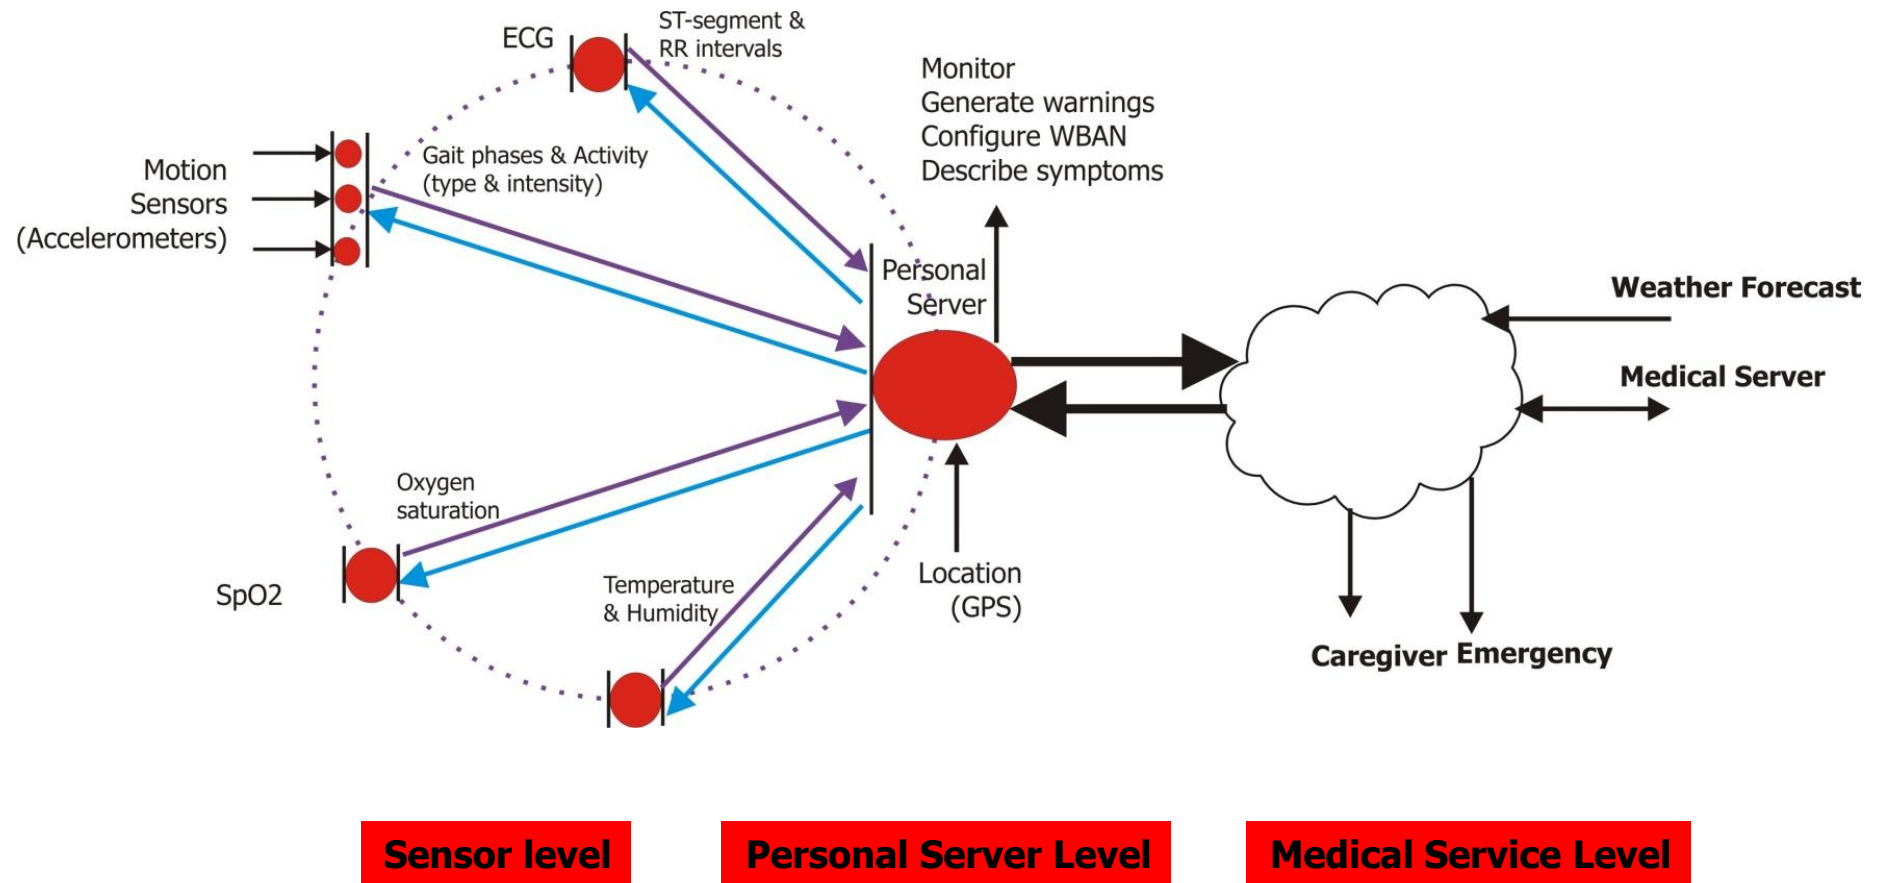 ECG
ST-segment &
RR intervals
Monitor
Generate warnings
Configure WBAN
Describe symptoms
Motion
Sensors
(Accelerometers)
Gait phases & Activity
(type & intensity)
Personal
Server
Weather Forecast
Medical Server
Oxygen
saturation
SpO2
Temperature
& Humidity
Location
(GPS)
Caregiver
Emergency
Sensor level
Personal Server Level
Medical Service Level